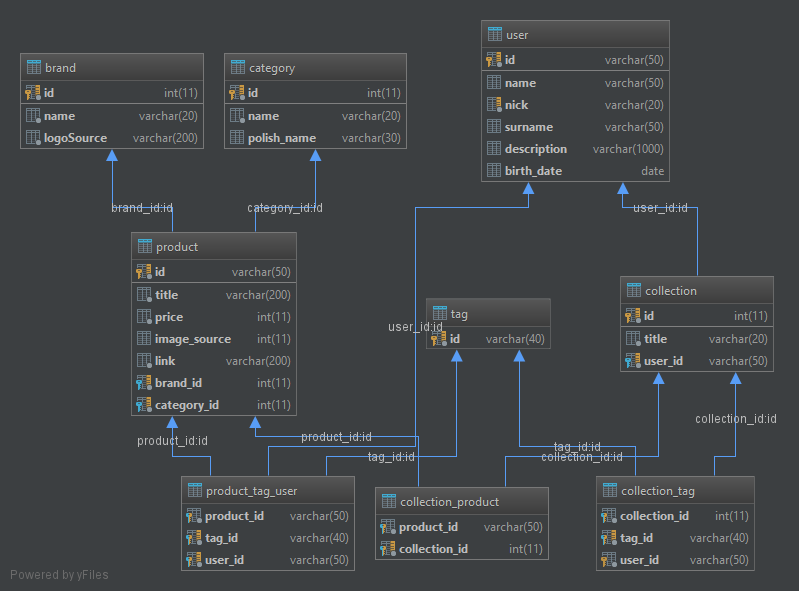 user
id varchar(50)
name varchar(50)
nick varchar(20)
surname varchar(50)
description varchar(1000)
birth_date date
brand
id int(11)
name varchar(20)
logoSource varchar(200)
category
id int(11)
name varchar(20)
polish_name varchar(30)
brand_id:id
category_id:id
user_id:id
product
id varchar(50)
title varchar(200)
price int(11)
image_source int(11)
link varchar(200)
brand_id int(11)
category_id int(11)
tag
id varchar(40)
user_id:id
collection
id int(11)
title varchar(20)
user_id varchar(50)
product_id:id
product_id:id
tag_id:id
tag_id:id
collection_id:id
collection_id:id
product_tag_user
product_id varchar(50)
tag_id varchar(40)
user_id varchar(50)
collection_product
product_id varchar(50)
collection_id int(11)
collection_tag
collection_id int(11)
tag_id varchar(40)
user_id varchar(50)
Powered by yFiles